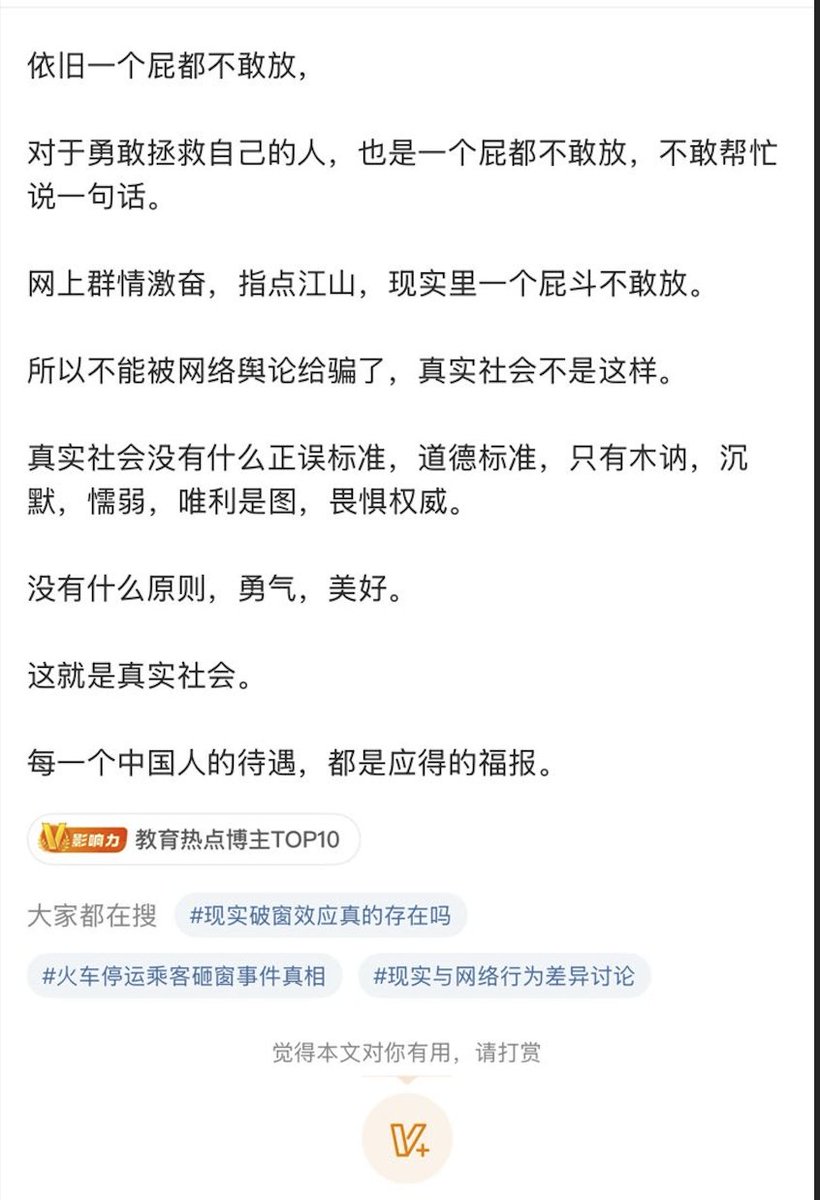 依旧一个屁都不敢放，
对于勇敢拯救自己的人，也是一个屁都不敢放，不敢帮忙
说一句话。
网上群情激奋，指点江山，现实里一个屁斗不敢放。
所以不能被网络舆论给骗了，真实社会不是这样。
真实社会没有什么正误标准，道德标准，只有木讷，沉
默，懦弱，唯利是图，畏惧权威。
没有什么原则，勇气，美好。
这就是真实社会。
每一个中国人的待遇，都是应得的福报。
V影响力 教育热点博主TOP10
大家都在搜 #现实破窗效应真的存在吗
#火车停运乘客砸窗事件真相 #现实与网络行为差异讨论
觉得本文对你有用，请打赏
V+